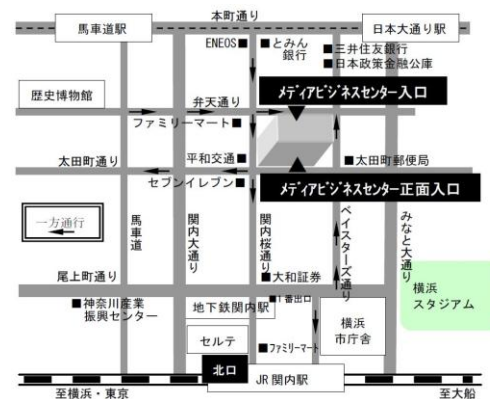 本町通り
馬車道駅
日本大通り駅
ENEOS■
■とみん
銀行
■三井住友銀行
■日本政策金融公庫
歴史博物館
弁天通り
メディアビジネスセンター入口
ファミリーマート■
太田町通り
平和交通■
■太田町郵便局
セブンイレブン■
メディアビジネスセンター正面入口
一方通行
馬車道
関内大通り
関内桜通り
ベイスターズ通り
みなと大通り
尾上町通り
■大和証券
■1番出口
■神奈川産業
振興センター
地下鉄関内駅
横浜
スタジアム
セルテ
■ファミリーマート
横浜
市庁舎
北口
JR関内駅
至横浜・東京
至大船